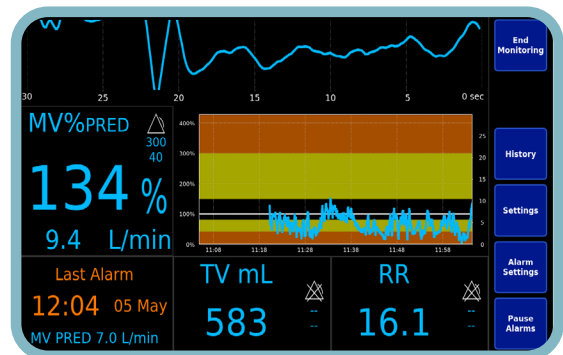 30 25 20 15 10 5 0 sec
End
Monitoring
MV%PRED
300
40
134 %
9.4 L/min
400%
300%
200%
100%
0%
25
20
15
10
5
0
11:08 11:18 11:28 11:38 11:48 11:58
History
Settings
Alarm
Settings
Pause
Alarms
Last Alarm
12:04 05 May
MV PRED 7.0 L/min
TV mL
583
--
--
RR
16.1
--
--